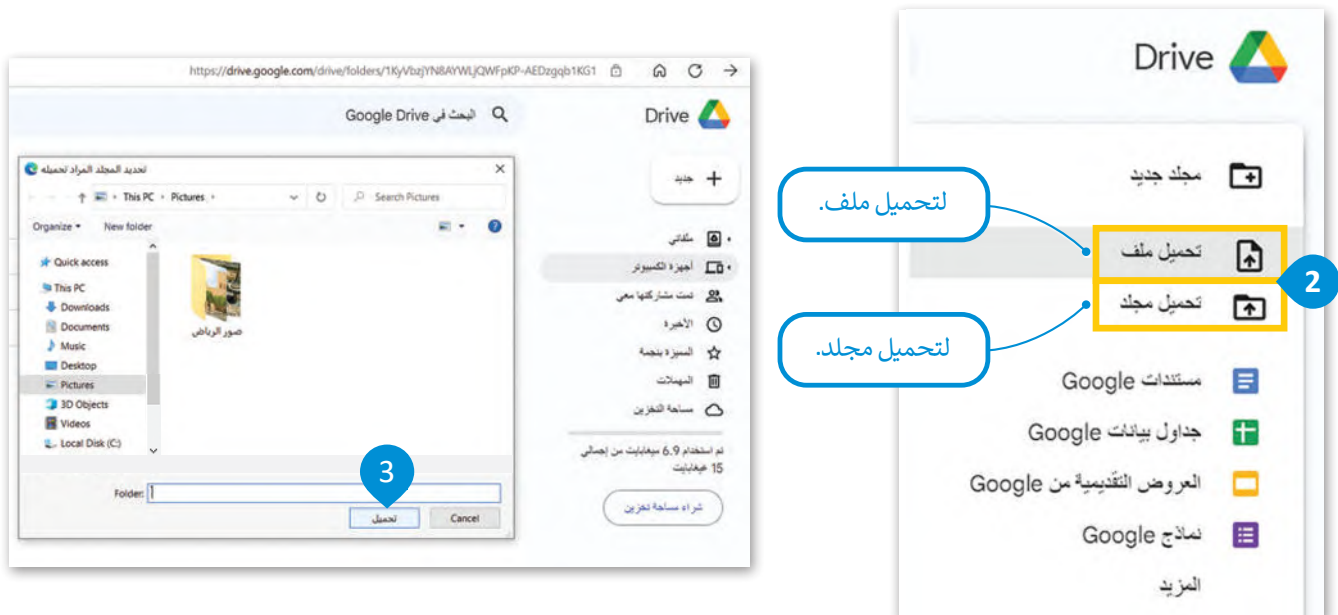 Drive
مجلد جديد
تحميل ملف
تحميل مجلد
2
لتحميل ملف.
لتحميل مجلد.
مستندات Google
جداول بيانات Google
العروض التقديمية من Google
نماذج Google
المزيد
https://drive.google.com/drive/folders/1KyVbzjYN8AYWLjQWFpKP-AEDzgqb1KG1
Drive
البحث في Google Drive
جديد
ملفاتي
أجهزة الكمبيوتر
تمت مشاركتها معي
الأخيرة
المميزة بنجمة
المهملات
مساحة التخزين
تم استخدام 6.9 ميغابايت من إجمالي
15 غيغابايت
شراء مساحة تخزين
تحديد المجلد المراد تحميله
This PC
Pictures
Search Pictures
Organize
New folder
Quick access
This PC
Downloads
Documents
Music
Desktop
Pictures
3D Objects
Videos
Local Disk (C:)
صور الرياض
3
Folder:
تحميل
Cancel